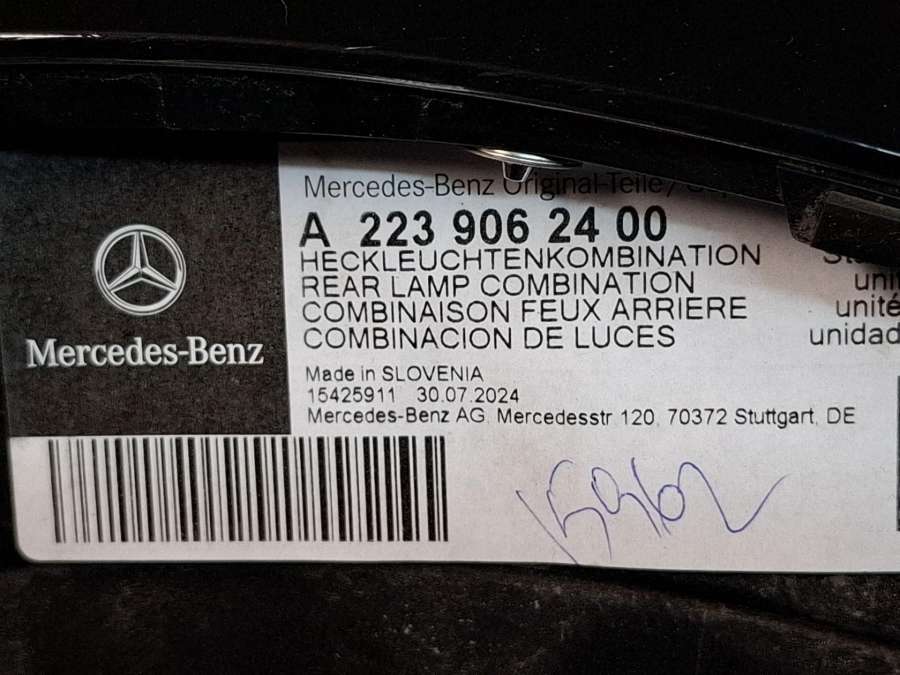 Mercedes-Benz Original-Teile /
A 223 906 24 00
HECKLEUCHTENKOMBINATION
REAR LAMP COMBINATION
COMBINAISON FEUX ARRIERE
COMBINACION DE LUCES
unité
unidad
Mercedes-Benz
Made in SLOVENIA
15425911 30.07.2024
Mercedes-Benz AG, Mercedesstr. 120, 70372 Stuttgart, DE